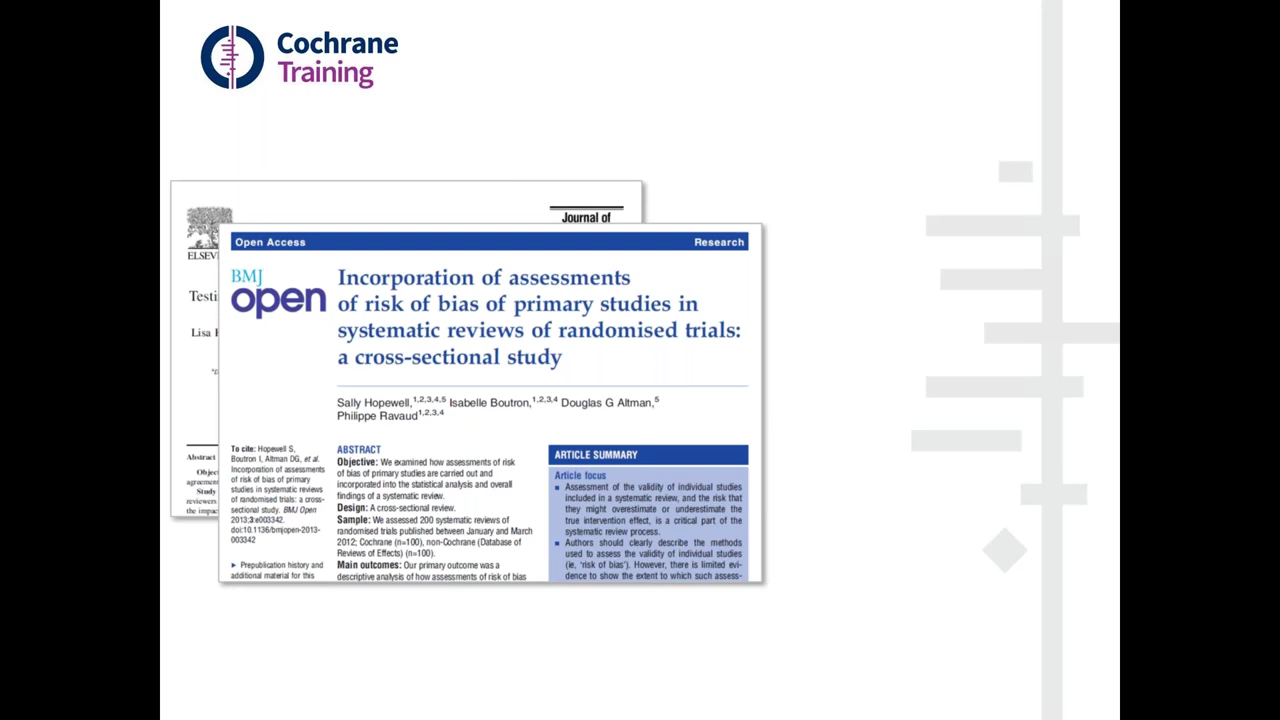 Cochrane
Training
Journal of
ELSEV
Testi
Lisa
Abstract
Objec
agreemen
Study
reviewers
the impac
Open Access
Research
BMJ
open
Incorporation of assessments
of risk of bias of primary studies in
systematic reviews of randomised trials:
a cross-sectional study
Sally Hopewell,1,2,3,4,5 Isabelle Boutron,1,2,3,4 Douglas G Altman,5
Philippe Ravaud1,2,3,4
To cite: Hopewell S,
Boutron I, Altman DG, et al.
Incorporation of assessments
of risk of bias of primary
studies in systematic reviews
of randomised trials: a cross-
sectional study. BMJ Open
2013;3:e003342.
doi:10.1136/bmjopen-2013-
003342
► Prepublication history and
additional material for this
ABSTRACT
Objective: We examined how assessments of risk
of bias of primary studies are carried out and
incorporated into the statistical analysis and overall
findings of a systematic review.
Design: A cross-sectional review.
Sample: We assessed 200 systematic reviews of
randomised trials published between January and March
2012; Cochrane (n=100), non-Cochrane (Database of
Reviews of Effects) (n=100).
Main outcomes: Our primary outcome was a
descriptive analysis of how assessments of risk of bias
ARTICLE SUMMARY
Article focus
▪ Assessment of the validity of individual studies
included in a systematic review, and the risk that
they might overestimate or underestimate the
true intervention effect, is a critical part of the
systematic review process.
▪ Authors should clearly describe the methods
used to assess the validity of individual studies
(ie, 'risk of bias'). However, there is limited evi-
dence to show the extent to which such assess-